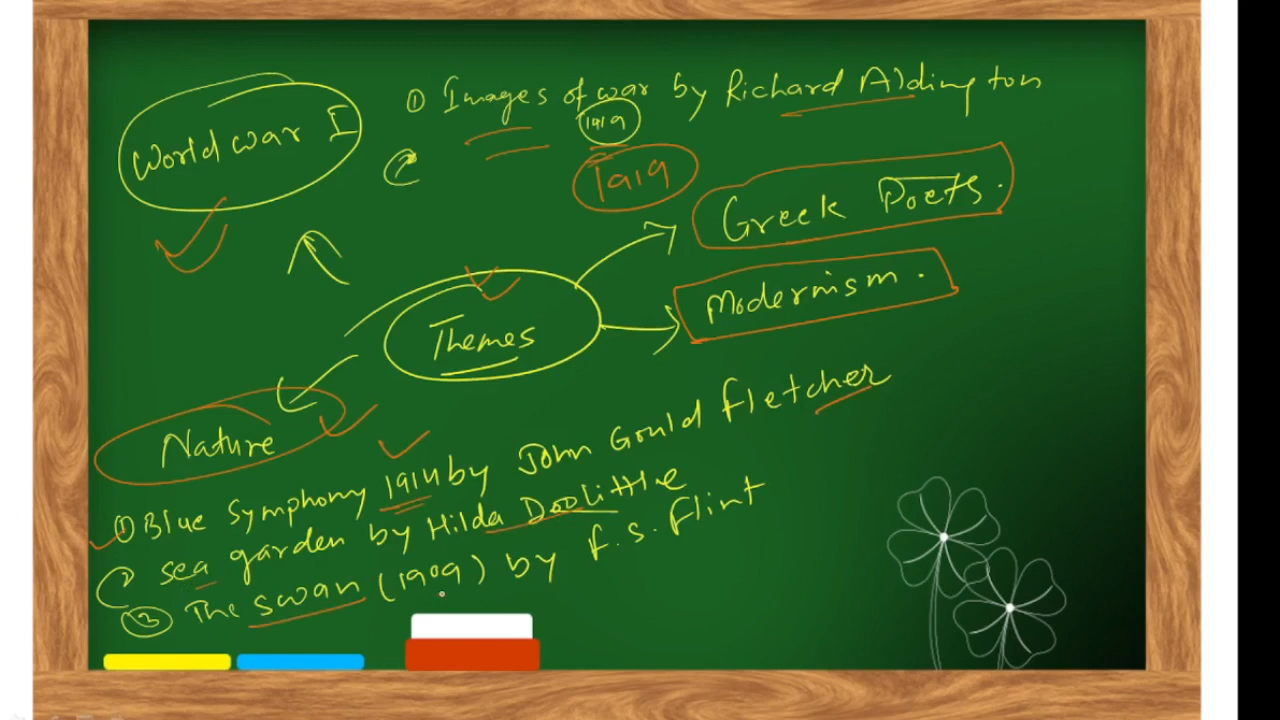 World war I
① Images of war by Richard Aldington
1919
②
1919
Greek Poets.
Modernism.
Themes
Nature
① Blue Symphony 1914 by John Gould Fletcher
② sea garden by Hilda Doolittle
③ The swan (1909) by F.S. Flint